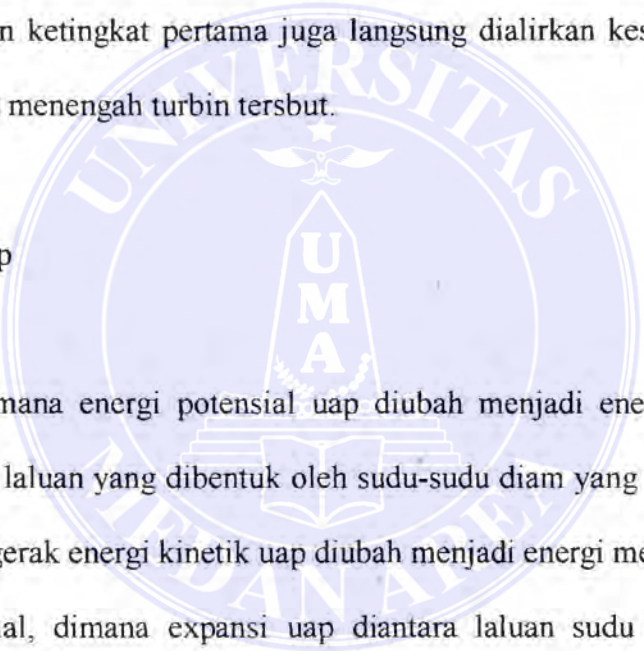 n ketingkat pertama juga langsung dialirkan kes
menengah turbin tersbut.
p
mana energi potensial uap diubah menjadi ene
laluan yang dibentuk oleh sudu-sudu diam yang
gerak energi kinetik uap diubah menjadi energi me
al, dimana expansi uap diantara laluan sudu
UNIVERSITAS
UMA
MEDAN AREA